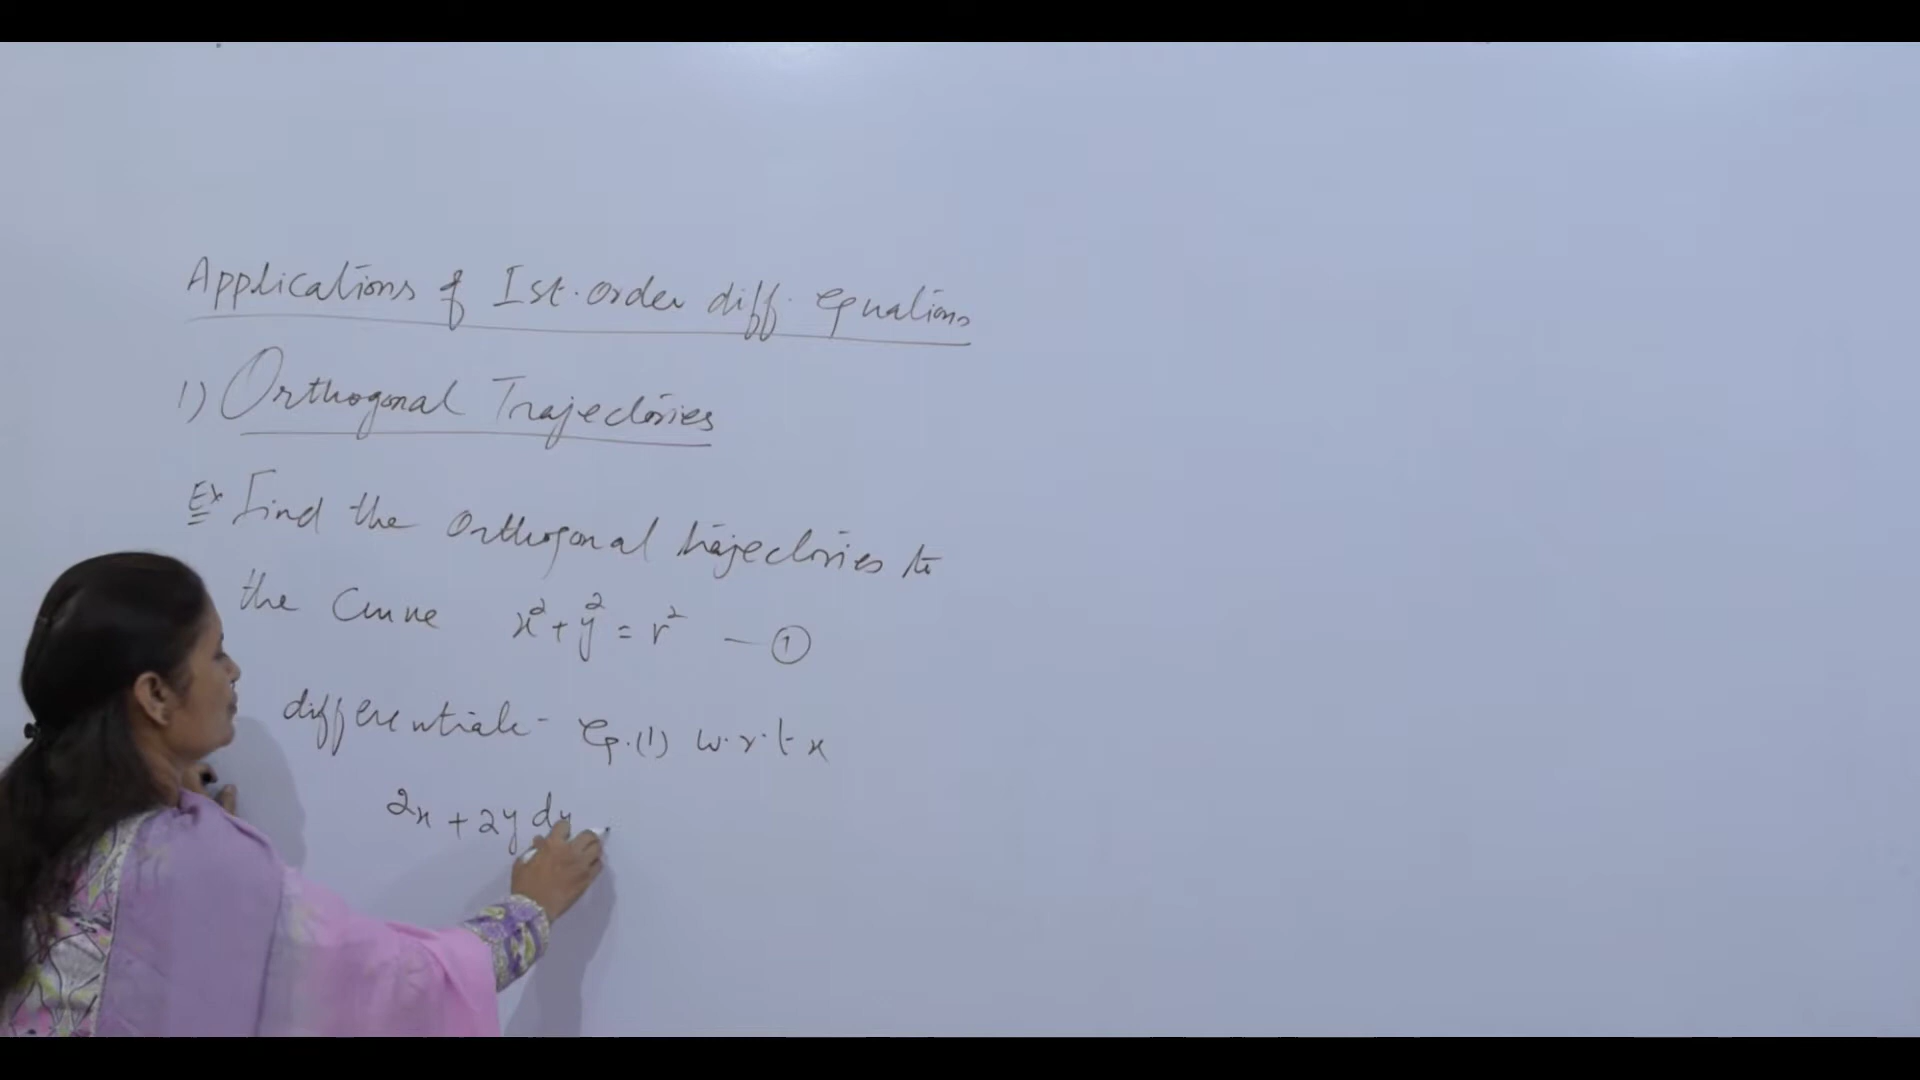 Applications of Ist. order diff. equations
1) Orthogonal Trajectories
Ex Find the orthogonal trajectories to
the curve x² + y² = r² — ①
differentiate Eq.(1) w.r.t x
2x + 2y dy